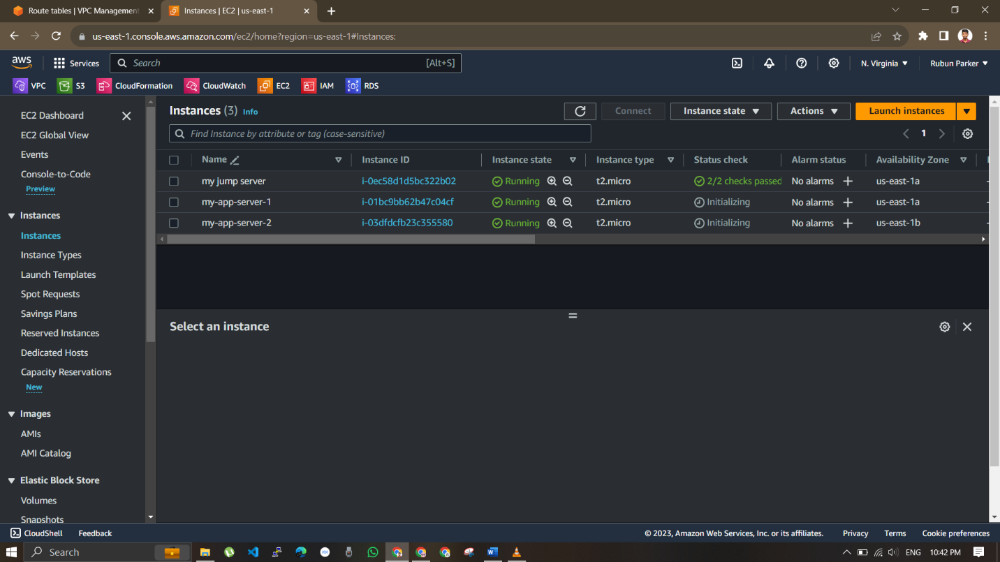 Route tables | VPC Management
Instances | EC2 | us-east-1
us-east-1.console.aws.amazon.com/ec2/home?region=us-east-1#Instances:
aws
Services
Search
[Alt+S]
N. Virginia
Rubun Parker
VPC
S3
CloudFormation
CloudWatch
EC2
IAM
RDS
EC2 Dashboard
EC2 Global View
Events
Console-to-Code
Preview
Instances
Instances
Instance Types
Launch Templates
Spot Requests
Savings Plans
Reserved Instances
Dedicated Hosts
Capacity Reservations
New
Images
AMIs
AMI Catalog
Elastic Block Store
Volumes
Snapshots
Instances (3) Info
Connect
Instance state
Actions
Launch instances
Find Instance by attribute or tag (case-sensitive)
1
Name Instance ID Instance state Instance type Status check Alarm status Availability Zone
my jump server i-0ec58d1d5bc322b02 Running t2.micro 2/2 checks passed No alarms us-east-1a
my-app-server-1 i-01bc9bb62b47c04cf Running t2.micro Initializing No alarms us-east-1a
my-app-server-2 i-03dfdcfb23c355580 Running t2.micro Initializing No alarms us-east-1b
Select an instance
CloudShell Feedback © 2023, Amazon Web Services, Inc. or its affiliates. Privacy Terms Cookie preferences
Search
ENG 10:42 PM